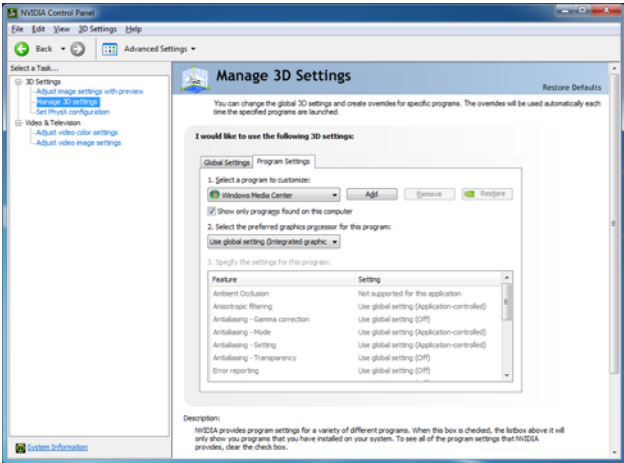 NVIDIA Control Panel
File Edit View 3D Settings Help
Back Advanced Settings
Select a Task...
3D Settings
Adjust image settings with preview
Manage 3D settings
Set PhysX configuration
Video & Television
Adjust video color settings
Adjust video image settings
System Information
Manage 3D Settings
Restore Defaults
You can change the global 3D settings and create overrides for specific programs. The overrides will be used automatically each
time the specified programs are launched.
I would like to use the following 3D settings:
Global Settings Program Settings
1. Select a program to customize:
Windows Media Center Add Remove Restore
Show only programs found on this computer
2. Select the preferred graphics processor for this program:
Use global setting (Integrated graphic
3. Specify the settings for this program:
Feature Setting
Ambient Occlusion Not supported for this application
Anisotropic filtering Use global setting (Application-controlled)
Antialiasing - Gamma correction Use global setting (Off)
Antialiasing - Mode Use global setting (Application-controlled)
Antialiasing - Setting Use global setting (Application-controlled)
Antialiasing - Transparency Use global setting (Off)
Error reporting Use global setting (Off)
Description:
NVIDIA provides program settings for a variety of different programs. When this box is checked, the listbox above it will
only show you programs that you have installed on your system. To see all of the program settings that NVIDIA
provides, clear the check box.